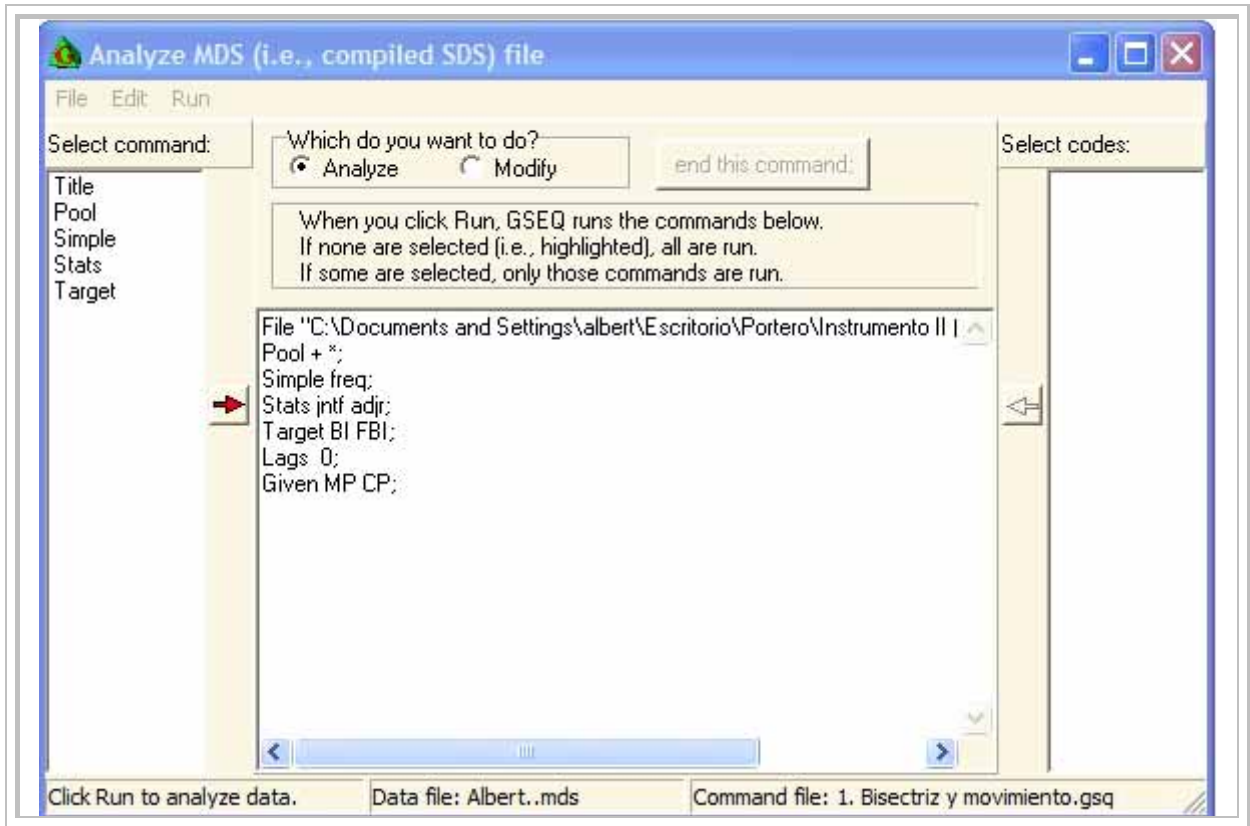 Analyze MDS (i.e., compiled SDS) file
File Edit Run
Select command:
Which do you want to do?
Analyze Modify
end this command:
Select codes:
Title
Pool
Simple
Stats
Target
When you click Run, GSEQ runs the commands below.
If none are selected (i.e., highlighted), all are run.
If some are selected, only those commands are run.
File "C:\Documents and Settings\albert\Escritorio\Portero\Instrumento II
Pool + *;
Simple freq;
Stats jntf adjr;
Target BI FBI;
Lags 0;
Given MP CP;
Click Run to analyze data.
Data file: Albert..mds
Command file: 1. Bisectriz y movimiento.gsq